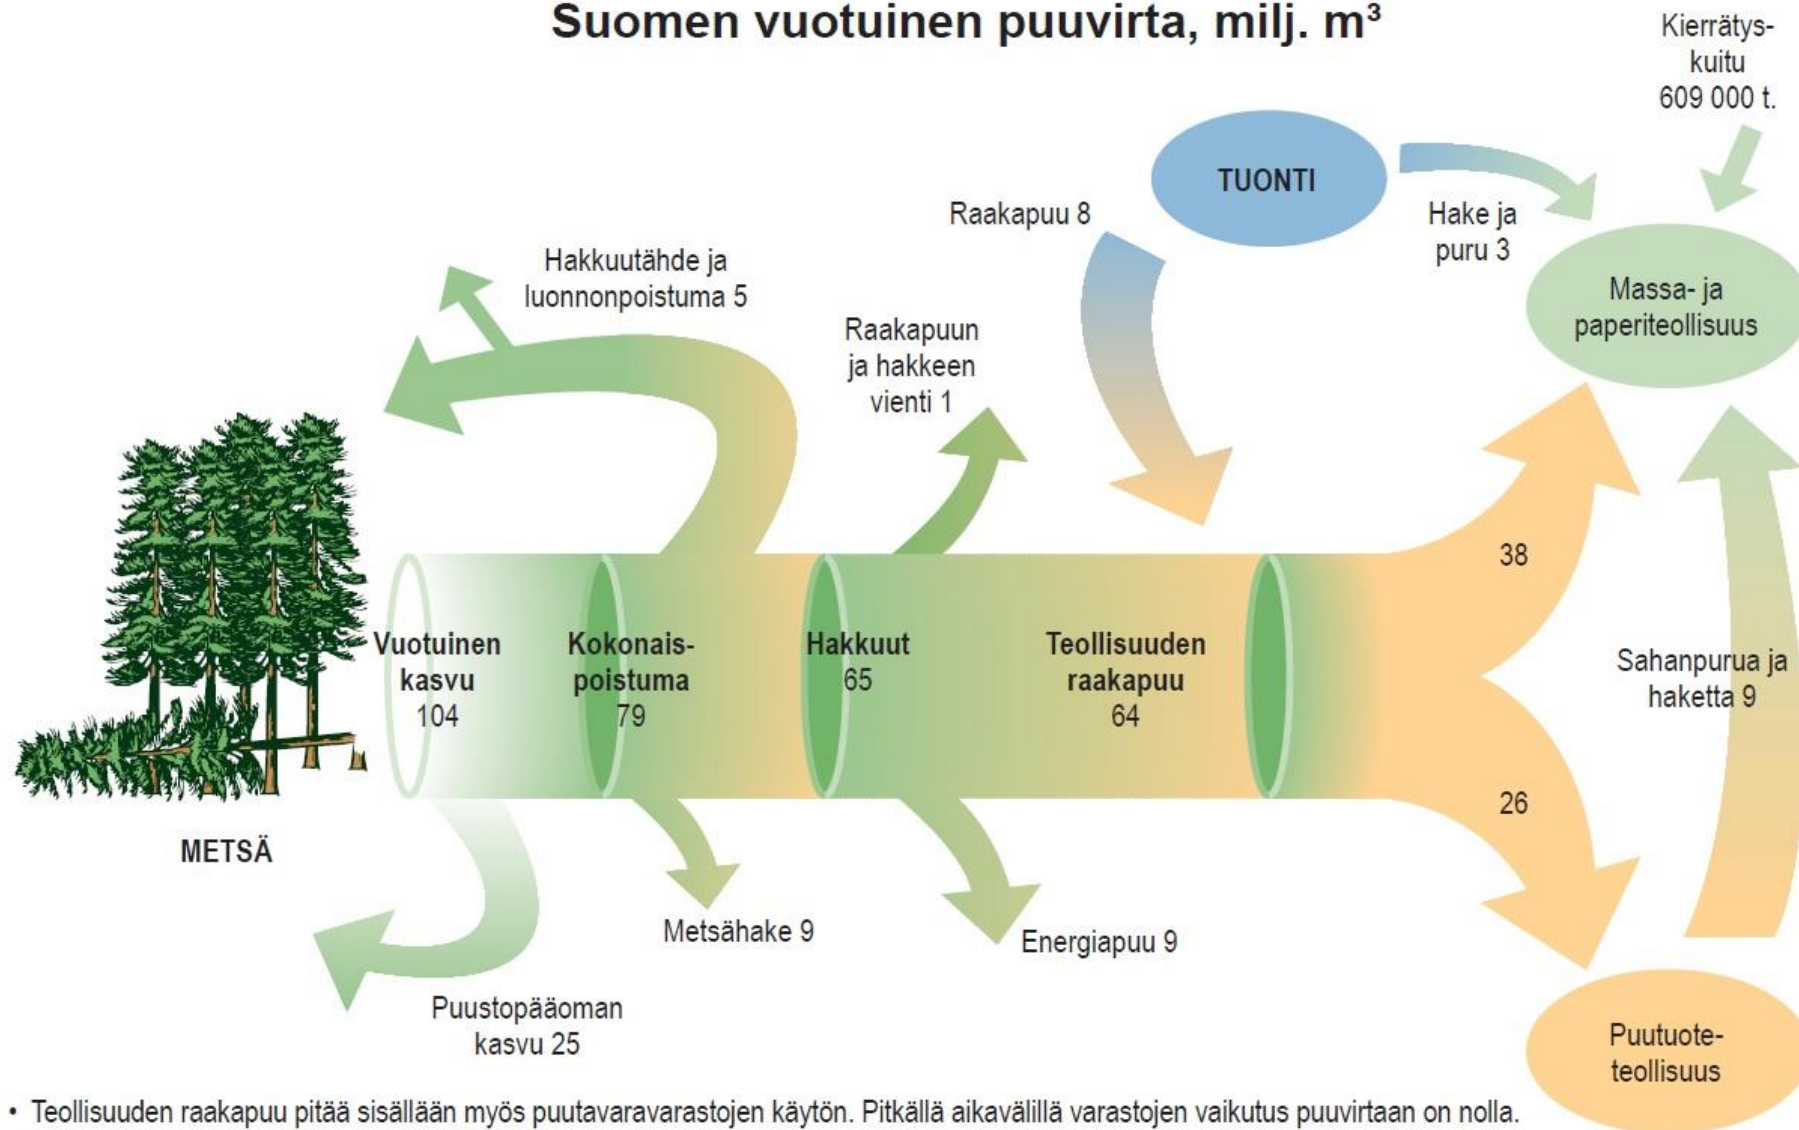 Suomen vuotuinen puuvirta, milj. m³
Kierrätys-
kuitu
609 000 t.
TUONTI
Raakapuu 8
Hake ja
puru 3
Hakkuutähde ja
luonnonpoistuma 5
Massa- ja
paperiteollisuus
Raakapuun
ja hakkeen
vienti 1
38
Vuotuinen
kasvu
104
Kokonais-
poistuma
79
Hakkuut
65
Teollisuuden
raakapuu
64
Sahanpurua ja
haketta 9
26
METSÄ
Metsähake 9
Energiapuu 9
Puustopääoman
kasvu 25
Puutuote-
teollisuus
• Teollisuuden raakapuu pitää sisällään myös puutavaravarastojen käytön. Pitkällä aikavälillä varastojen vaikutus puuvirtaan on nolla.